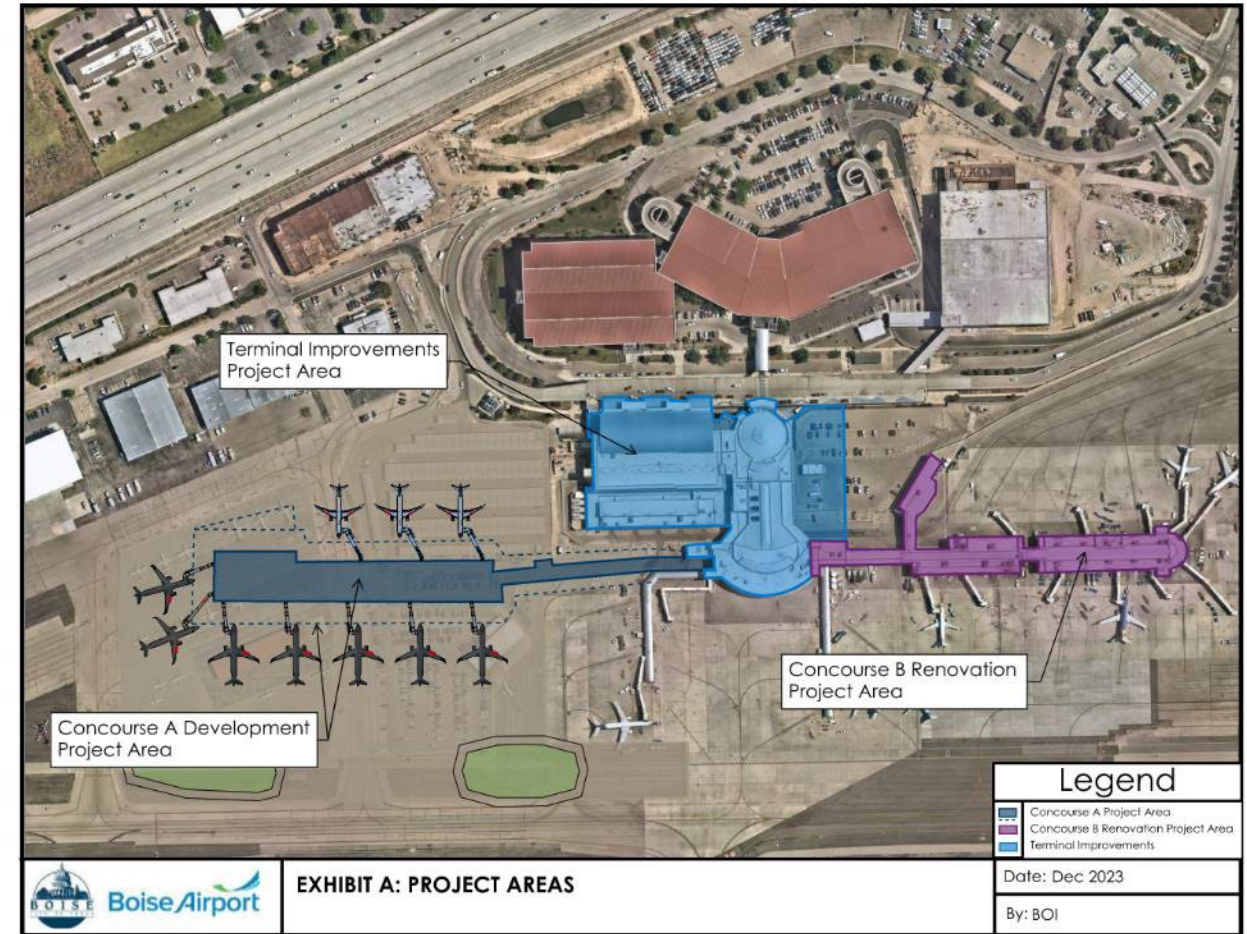 Terminal Improvements
Project Area
Concourse B Renovation
Project Area
Concourse A Development
Project Area
Legend
Concourse A Project Area
Concourse B Renovation Project Area
Terminal Improvements
BOISE
Boise Airport
EXHIBIT A: PROJECT AREAS
Date: Dec 2023
By: BOI